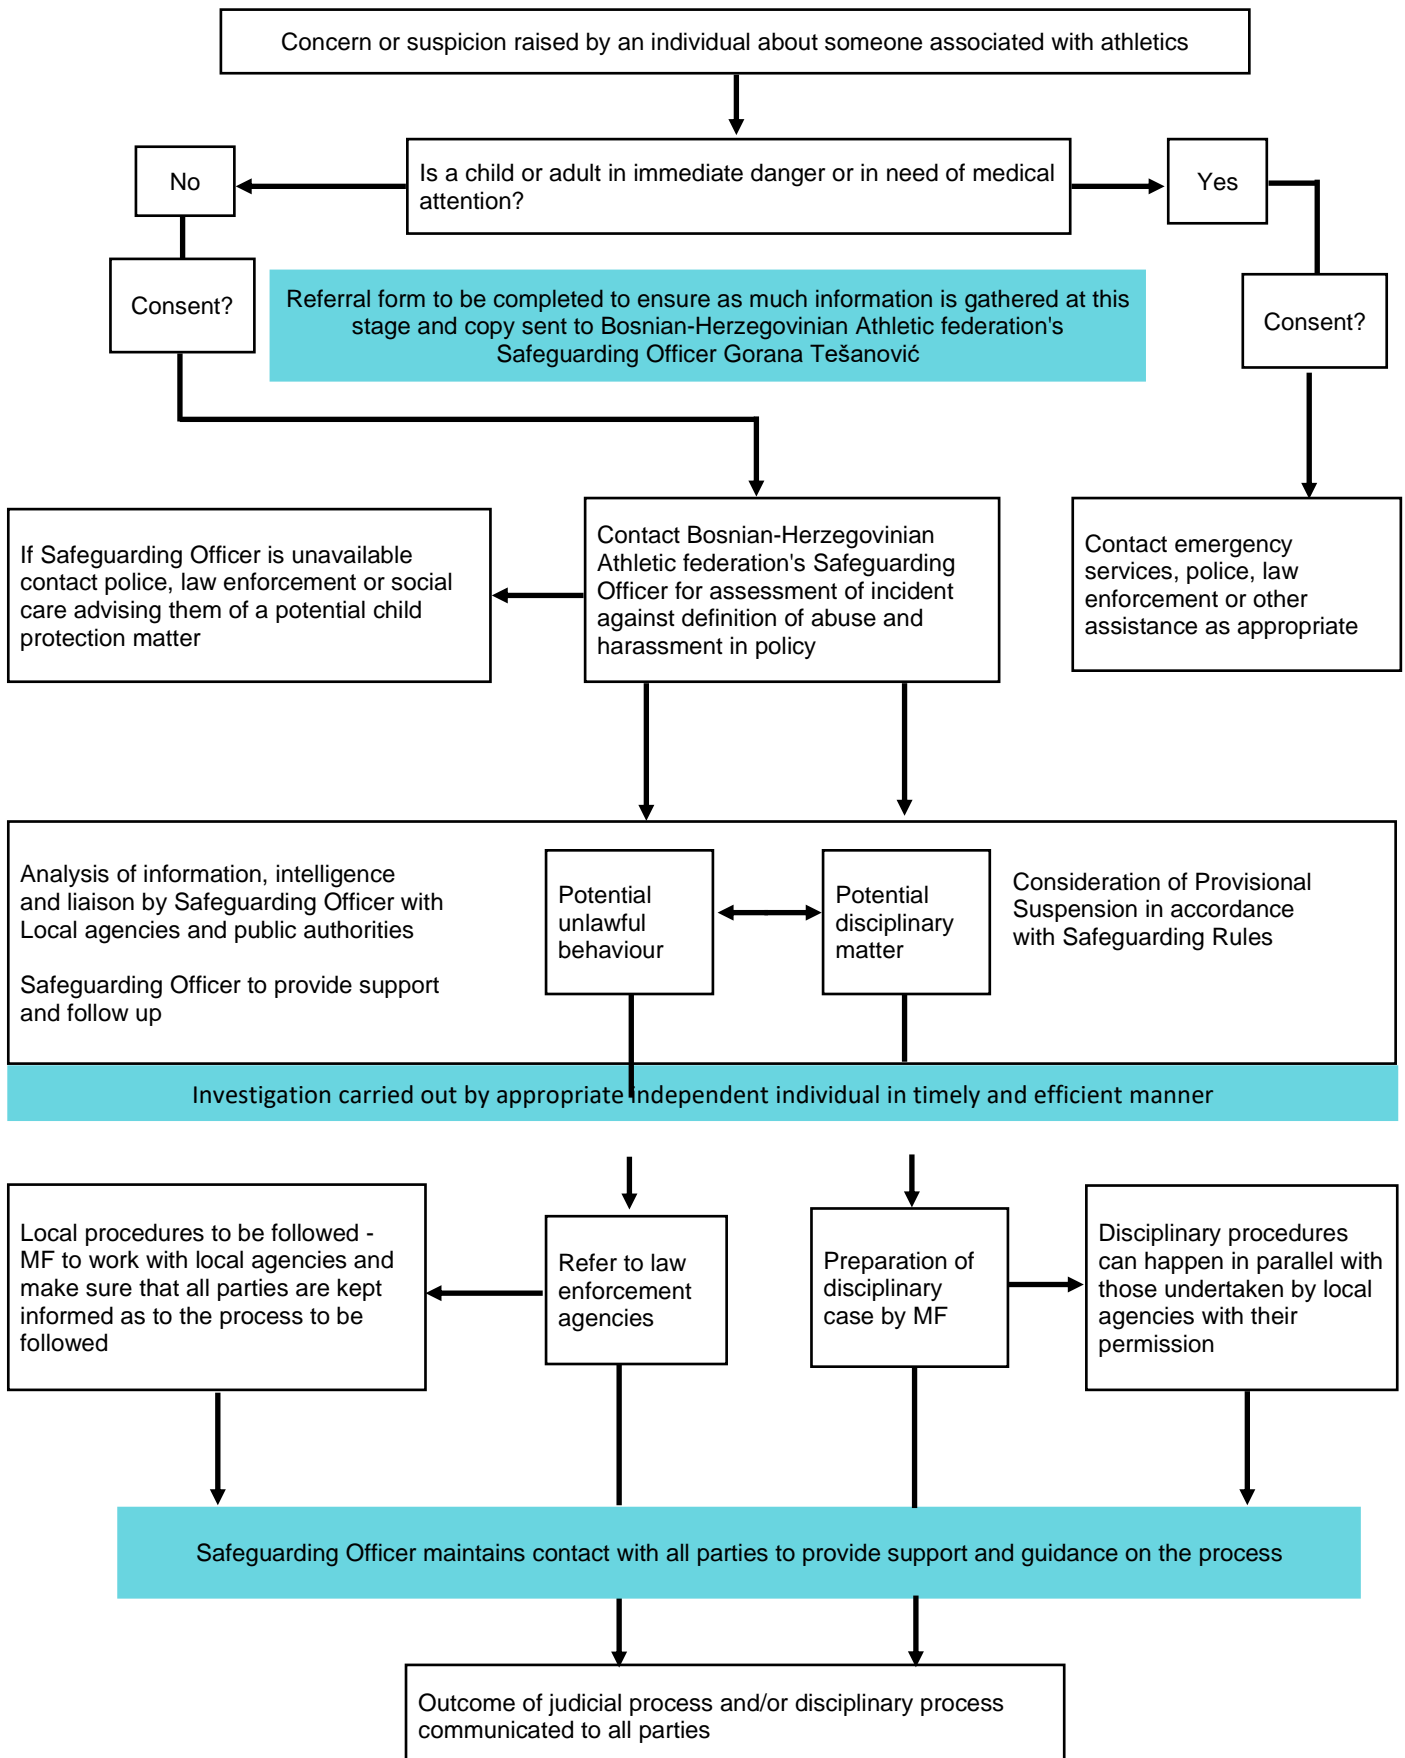 Concern or suspicion raised by an individual about someone associated with athletics
No
Is a child or adult in immediate danger or in need of medical
attention?
Yes
Consent?
Referral form to be completed to ensure as much information is gathered at this
stage and copy sent to Bosnian-Herzegovinian Athletic federation's
Safeguarding Officer Gorana Tešanović
Consent?
If Safeguarding Officer is unavailable
contact police, law enforcement or social
care advising them of a potential child
protection matter
Contact Bosnian-Herzegovinian
Athletic federation's Safeguarding
Officer for assessment of incident
against definition of abuse and
harassment in policy
Contact emergency
services, police, law
enforcement or other
assistance as appropriate
Analysis of information, intelligence
and liaison by Safeguarding Officer with
Local agencies and public authorities
Safeguarding Officer to provide support
and follow up
Potential
unlawful
behaviour
Potential
disciplinary
matter
Consideration of Provisional
Suspension in accordance
with Safeguarding Rules
Investigation carried out by appropriate independent individual in timely and efficient manner
Local procedures to be followed -
MF to work with local agencies and
make sure that all parties are kept
informed as to the process to be
followed
Refer to law
enforcement
agencies
Preparation of
disciplinary
case by MF
Disciplinary procedures
can happen in parallel with
those undertaken by local
agencies with their
permission
Safeguarding Officer maintains contact with all parties to provide support and guidance on the process
Outcome of judicial process and/or disciplinary process
communicated to all parties